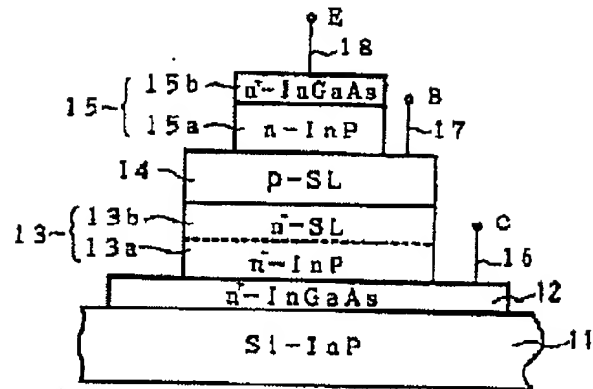 E
18
15 15b n⁺-InGaAs
B
15a n-InP
17
14 p-SL
13b n⁻-SL
C
13
13a n⁻-InP
16
n⁺-InGaAs 12
SI-InP 11